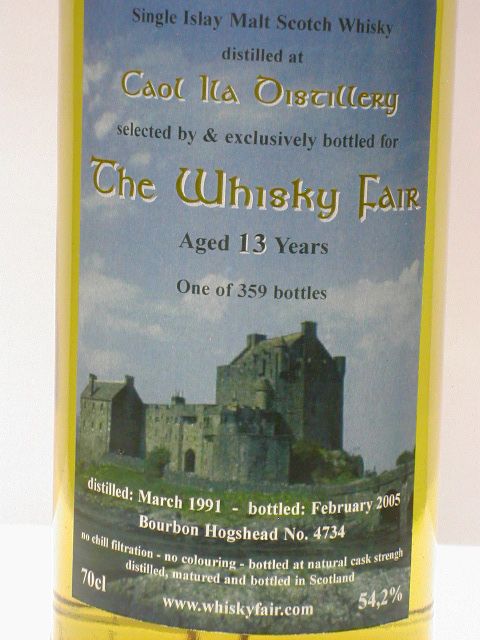 Single Islay Malt Scotch Whisky
distilled at
Caol Ila Distillery
selected by & exclusively bottled for
The Whisky Fair
Aged 13 Years
One of 359 bottles
distilled: March 1991 - bottled: February 2005
Bourbon Hogshead No. 4734
no chill filtration - no colouring - bottled at natural cask strengh
distilled, matured and bottled in Scotland
70cl www.whiskyfair.com 54,2%